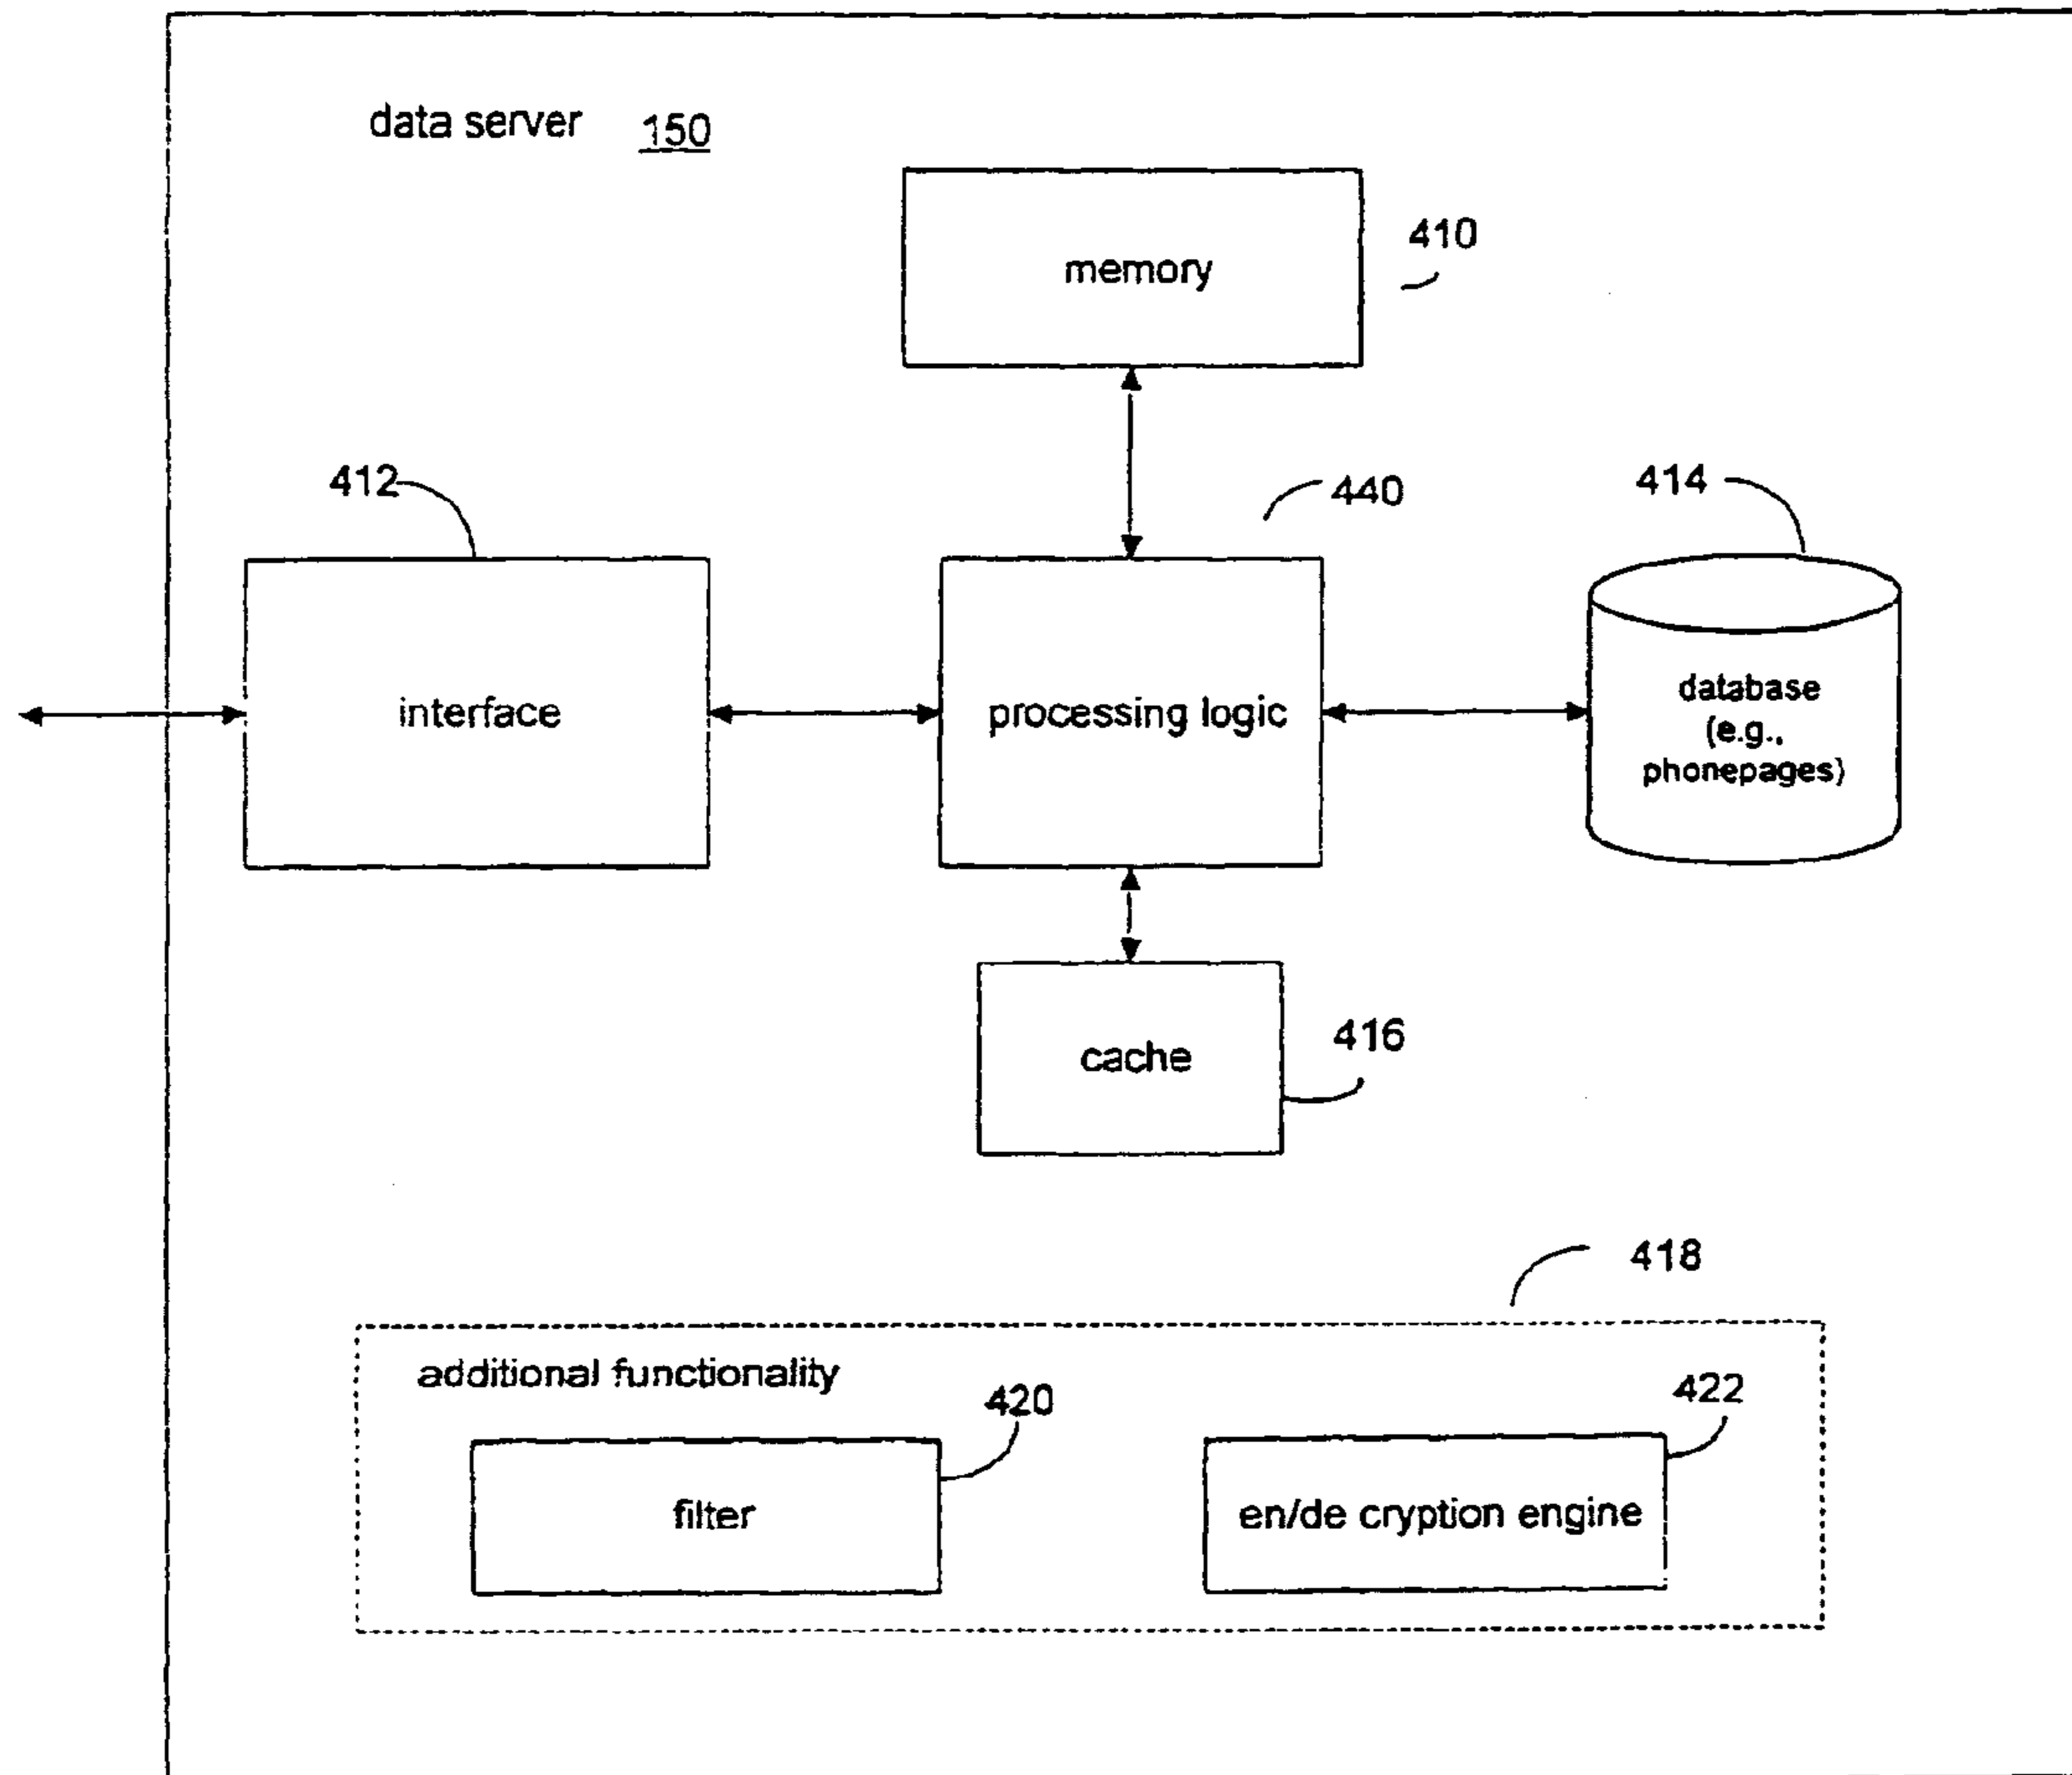 data server 150
memory
410
412
440
414
interface
processing logic
database
(e.g.,
phonepages)
cache
416
418
additional functionality
420
422
filter
en/de cryption engine